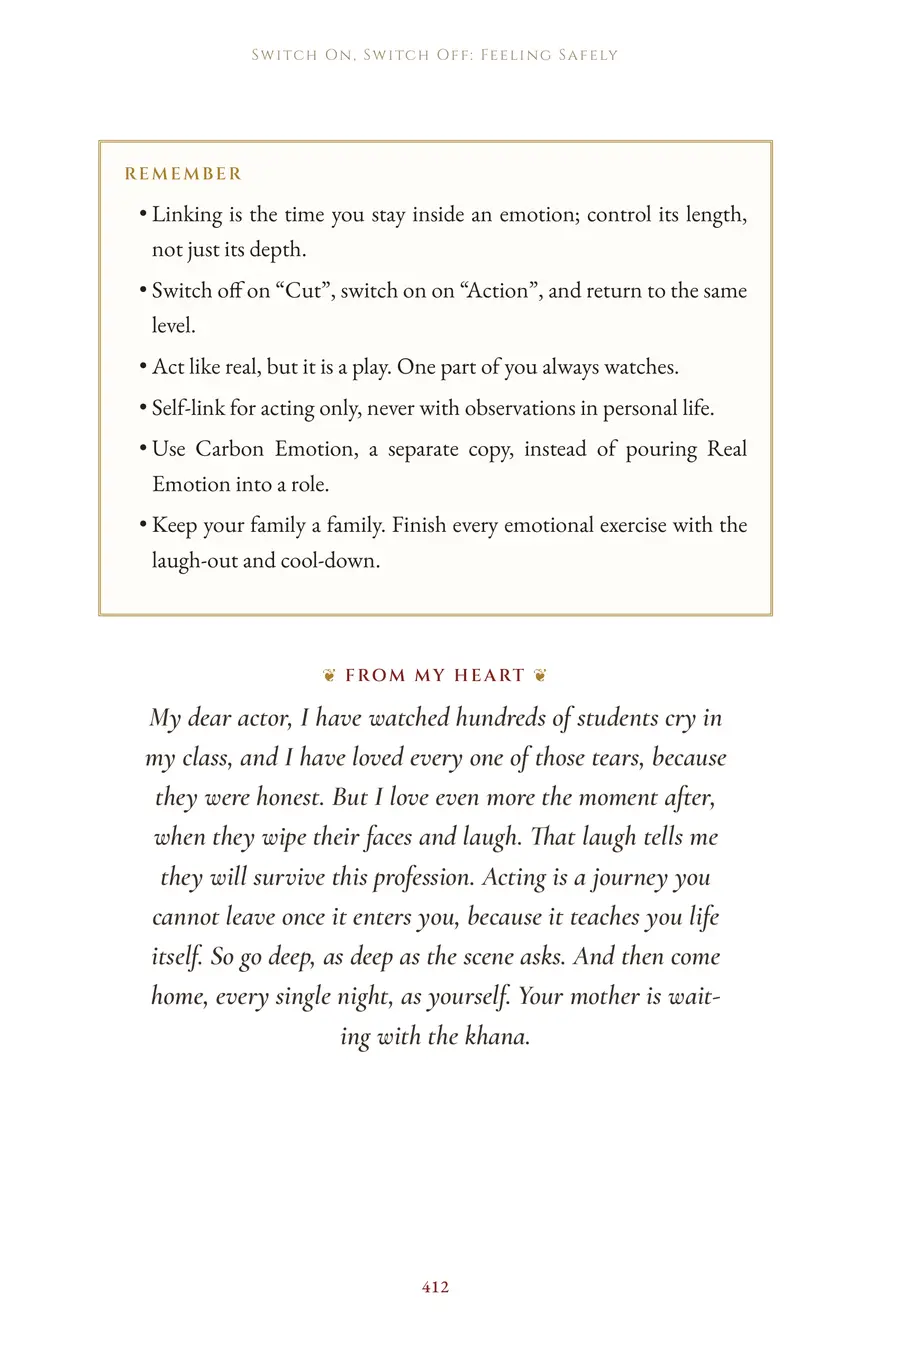 Switch On, Switch Off: Feeling Safely
REMEMBER
• Linking is the time you stay inside an emotion; control its length,
not just its depth.
• Switch off on “Cut”, switch on on “Action”, and return to the same
level.
• Act like real, but it is a play. One part of you always watches.
• Self-link for acting only, never with observations in personal life.
• Use Carbon Emotion, a separate copy, instead of pouring Real
Emotion into a role.
• Keep your family a family. Finish every emotional exercise with the
laugh-out and cool-down.
❦ FROM MY HEART ❦
My dear actor, I have watched hundreds of students cry in
my class, and I have loved every one of those tears, because
they were honest. But I love even more the moment after,
when they wipe their faces and laugh. That laugh tells me
they will survive this profession. Acting is a journey you
cannot leave once it enters you, because it teaches you life
itself. So go deep, as deep as the scene asks. And then come
home, every single night, as yourself. Your mother is wait-
ing with the khana.
412